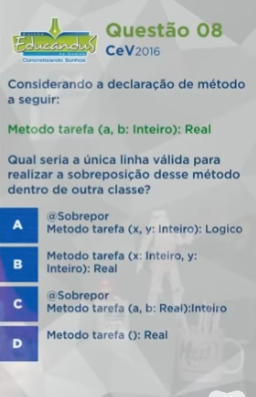 Educandus
Concretizando Sonhos
Questão 08
CeV2016
Considerando a declaração de método
a seguir:
Metodo tarefa (a, b: Inteiro): Real
Qual seria a única linha válida para
realizar a sobreposição desse método
dentro de outra classe?
A
@Sobrepor
Metodo tarefa (x, y: Inteiro): Logico
B
Metodo tarefa (x: Inteiro, y:
Inteiro): Real
C
@Sobrepor
Metodo tarefa (a, b: Real):Inteiro
D
Metodo tarefa (): Real